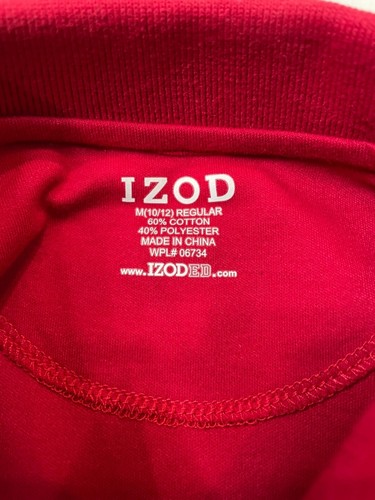 IZOD
M(10/12) REGULAR
60% COTTON
40% POLYESTER
MADE IN CHINA
WPL# 06734
www.IZODED.com